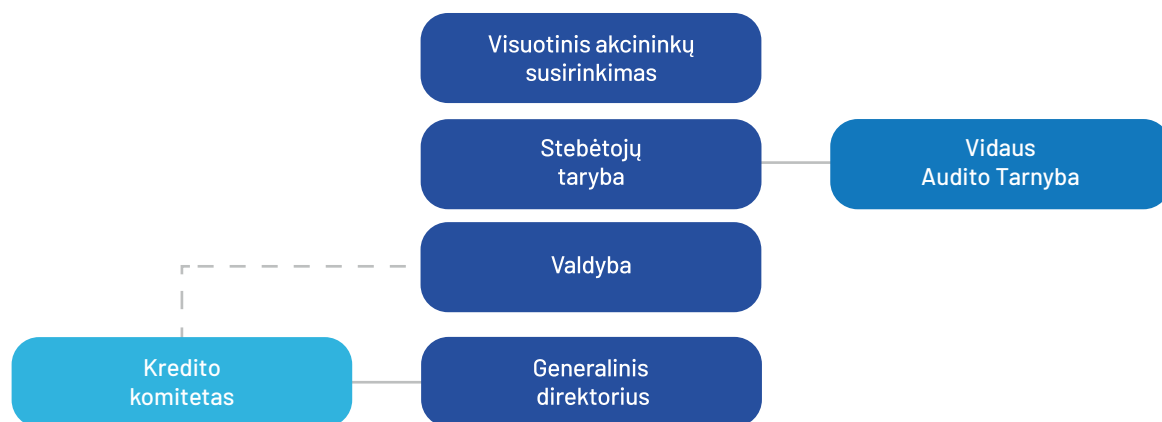 Visuotinis akcininkų
susirinkimas
Stebėtojų
taryba
Vidaus
Audito Tarnyba
Valdyba
Kredito
komitetas
Generalinis
direktorius